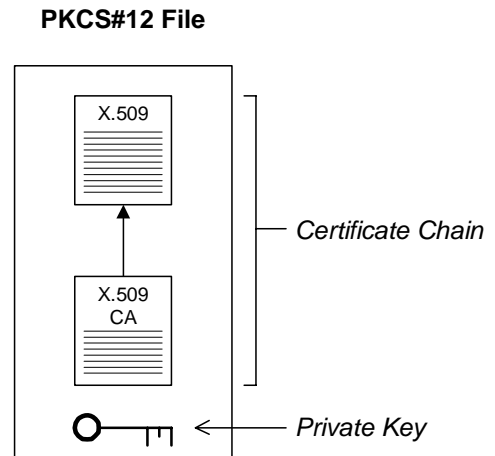 PKCS#12 File
X.509
Certificate Chain
X.509
CA
Private Key